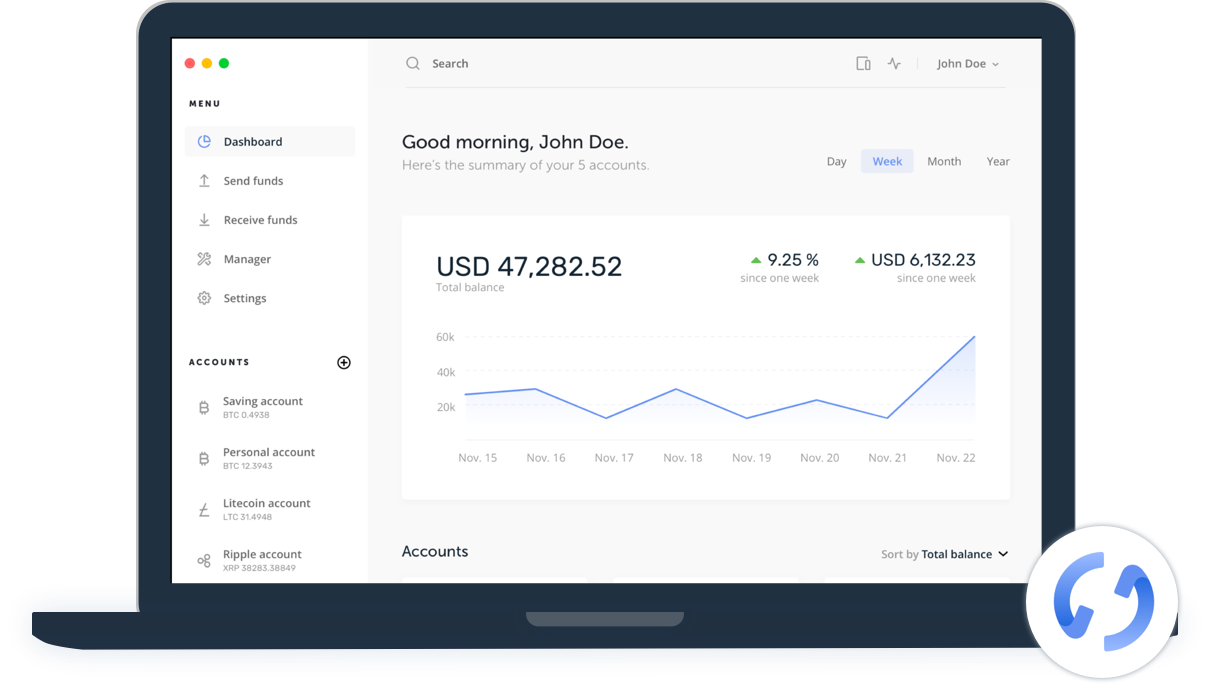 Search
John Doe
MENU
Dashboard
Send funds
Receive funds
Manager
Settings
ACCOUNTS
Saving account
BTC 0.4938
Personal account
BTC 12.3943
Litecoin account
LTC 31.4948
Ripple account
XRP 38283.38849
Good morning, John Doe.
Here's the summary of your 5 accounts.
Day Week Month Year
USD 47,282.52
Total balance
9.25 %
since one week
USD 6,132.23
since one week
60k
40k
20k
Nov. 15 Nov. 16 Nov. 17 Nov. 18 Nov. 19 Nov. 20 Nov. 21 Nov. 22
Accounts
Sort by Total balance